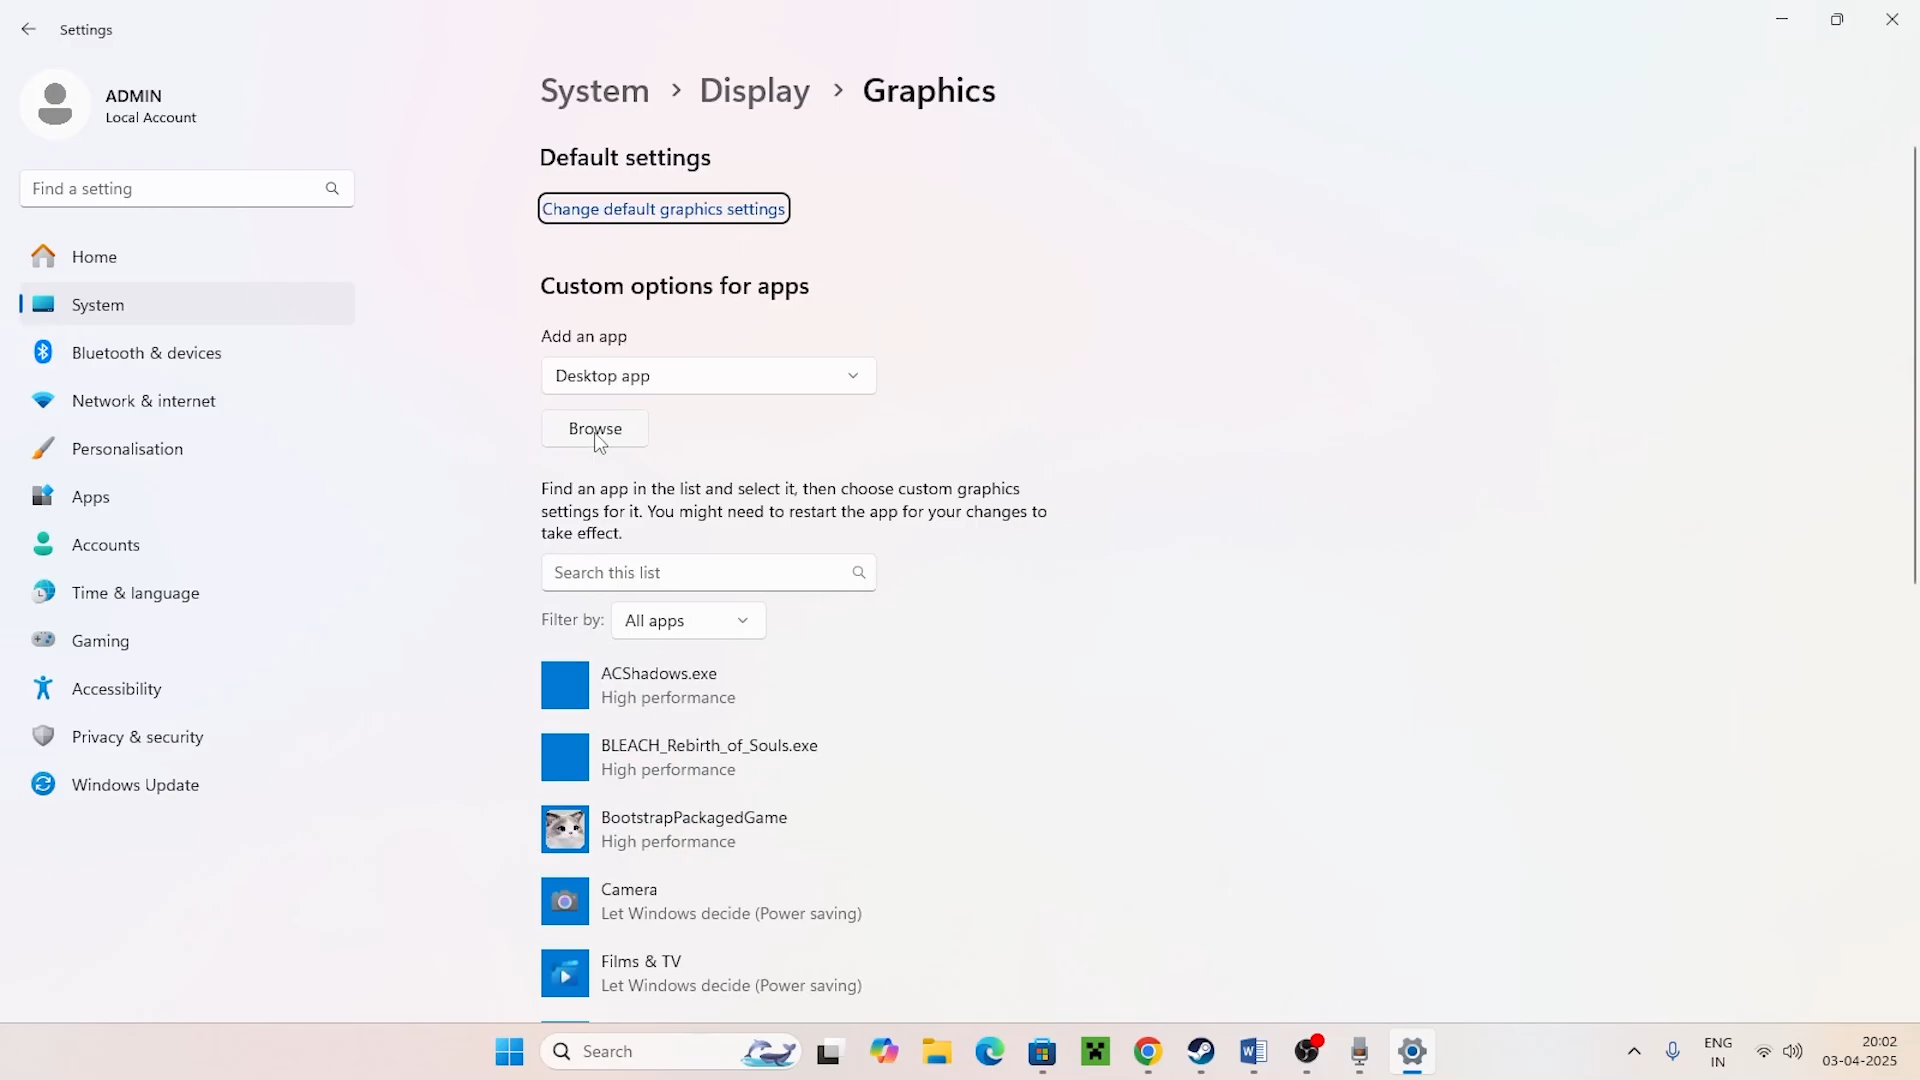 Settings
ADMIN
Local Account
Find a setting
Home
System
Bluetooth & devices
Network & internet
Personalisation
Apps
Accounts
Time & language
Gaming
Accessibility
Privacy & security
Windows Update
System > Display > Graphics
Default settings
Change default graphics settings
Custom options for apps
Add an app
Desktop app
Browse
Find an app in the list and select it, then choose custom graphics
settings for it. You might need to restart the app for your changes to
take effect.
Search this list
Filter by: All apps
ACShadows.exe
High performance
BLEACH_Rebirth_of_Souls.exe
High performance
BootstrapPackagedGame
High performance
Camera
Let Windows decide (Power saving)
Films & TV
Let Windows decide (Power saving)
Search
ENG
IN
20:02
03-04-2025